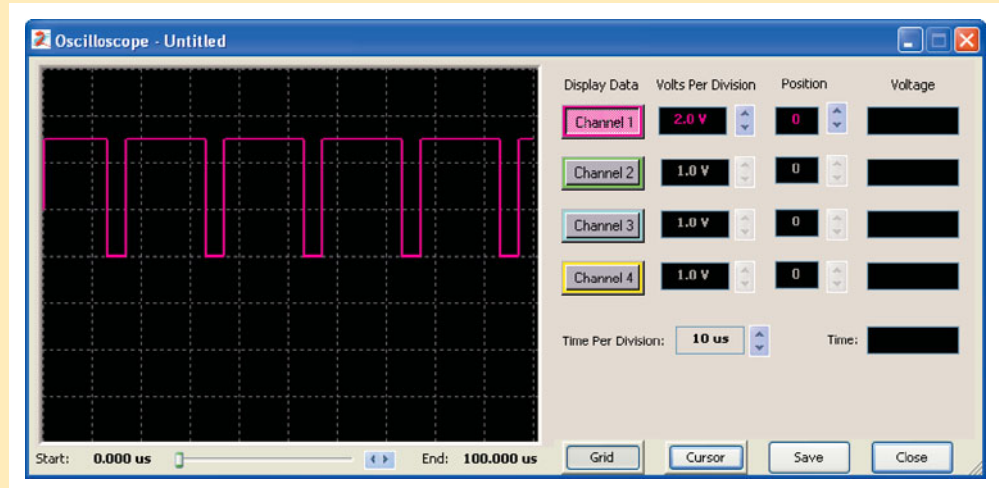 Oscilloscope - Untitled
Display Data Volts Per Division Position Voltage
Channel 1 2.0 V 0
Channel 2 1.0 V 0
Channel 3 1.0 V 0
Channel 4 1.0 V 0
Time Per Division: 10 us Time:
Start: 0.000 us End: 100.000 us Grid Cursor Save Close